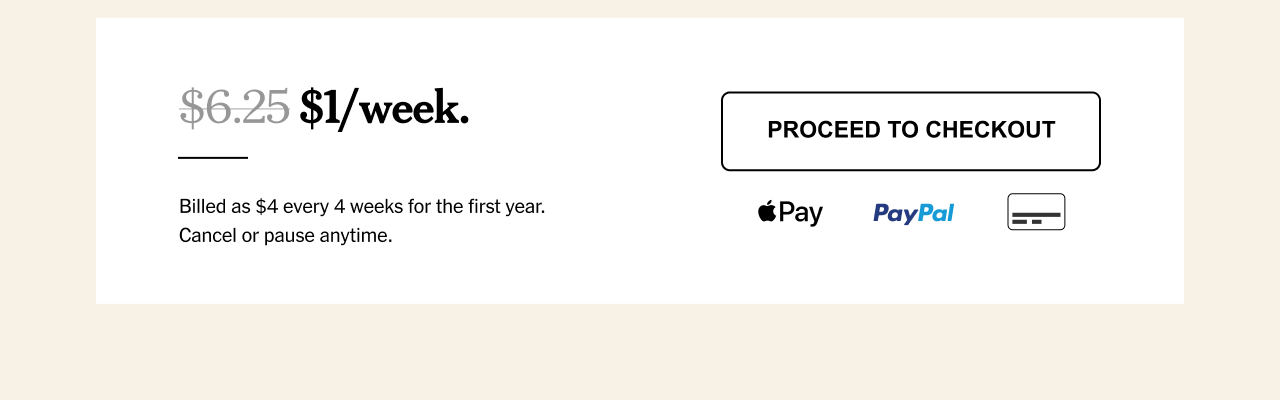 $6.25 $1/week.
Billed as $4 every 4 weeks for the first year.
Cancel or pause anytime.
PROCEED TO CHECKOUT
Pay PayPal